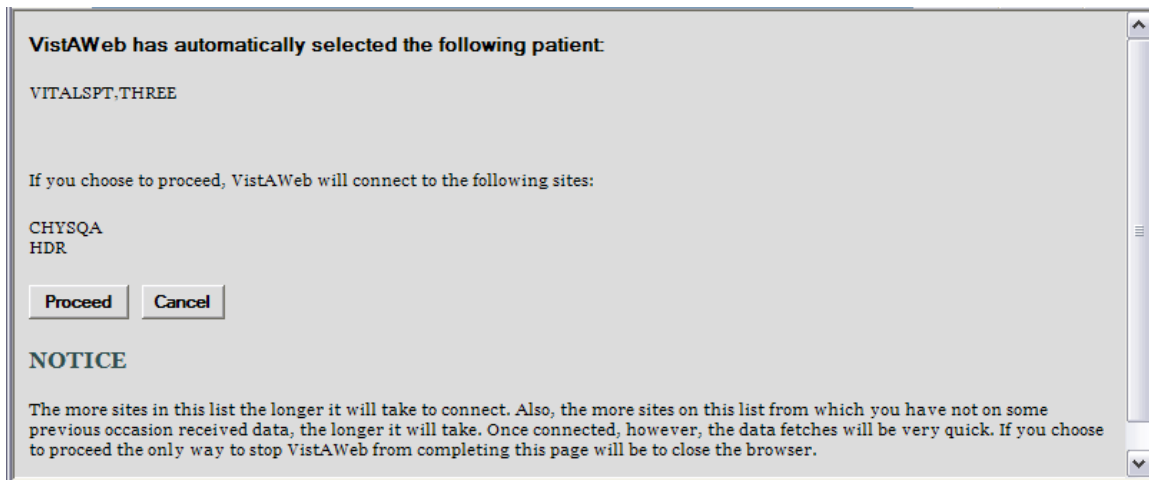 VistAWeb has automatically selected the following patient:
VITALSPT,THREE
If you choose to proceed, VistAWeb will connect to the following sites:
CHYSQA
HDR
Proceed Cancel
NOTICE
The more sites in this list the longer it will take to connect. Also, the more sites on this list from which you have not on some
previous occasion received data, the longer it will take. Once connected, however, the data fetches will be very quick. If you choose
to proceed the only way to stop VistAWeb from completing this page will be to close the browser.